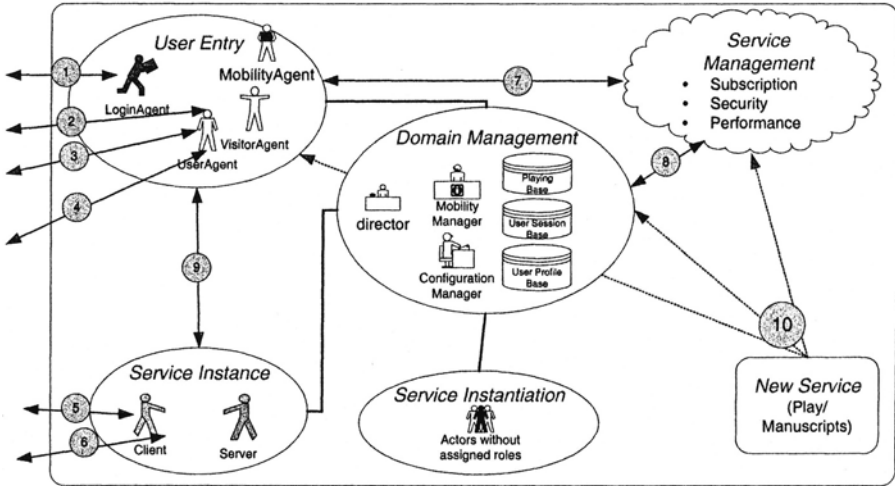 User Entry
MobilityAgent
1
LoginAgent
2
VisitorAgent
3
UserAgent
4
7
Service
Management
• Subscription
• Security
• Performance
8
Domain Management
director
Mobility
Manager
Configuration
Manager
Playing
Base
User Session
Base
User Profile
Base
9
10
Service Instance
5
6
Client
Server
Service Instantiation
Actors without
assigned roles
New Service
(Play/
Manuscripts)